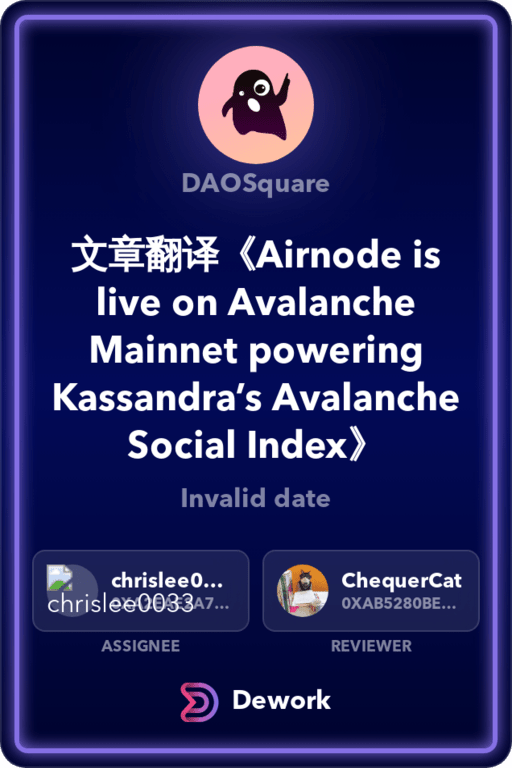 DAOSquare
文章翻译《Airnode is
live on Avalanche
Mainnet powering
Kassandra’s Avalanche
Social Index》
Invalid date
chrislee0...
chrislee0033
ChequerCat
0XAB5280BE...
ASSIGNEE
REVIEWER
Dework